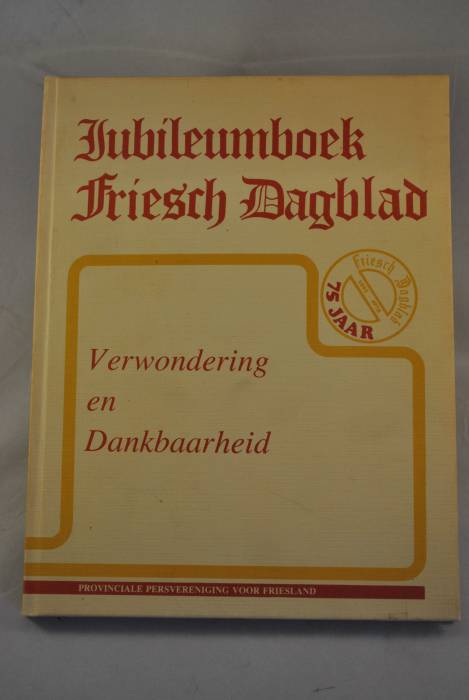 Jubileumboek
Friesch Dagblad
Friesch Dagblad
75 JAAR
Verwondering
en
Dankbaarheid
PROVINCIALE PERSVERENIGING VOOR FRIESLAND